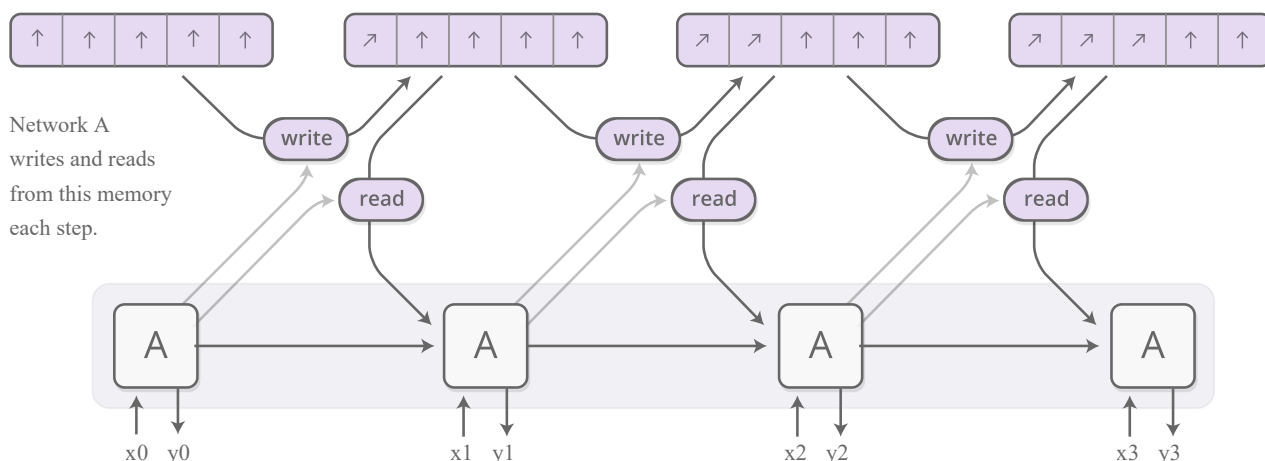 Network A
writes and reads
from this memory
each step.
write
write
write
read
read
read
A
A
A
A
x0 y0
x1 y1
x2 y2
x3 y3